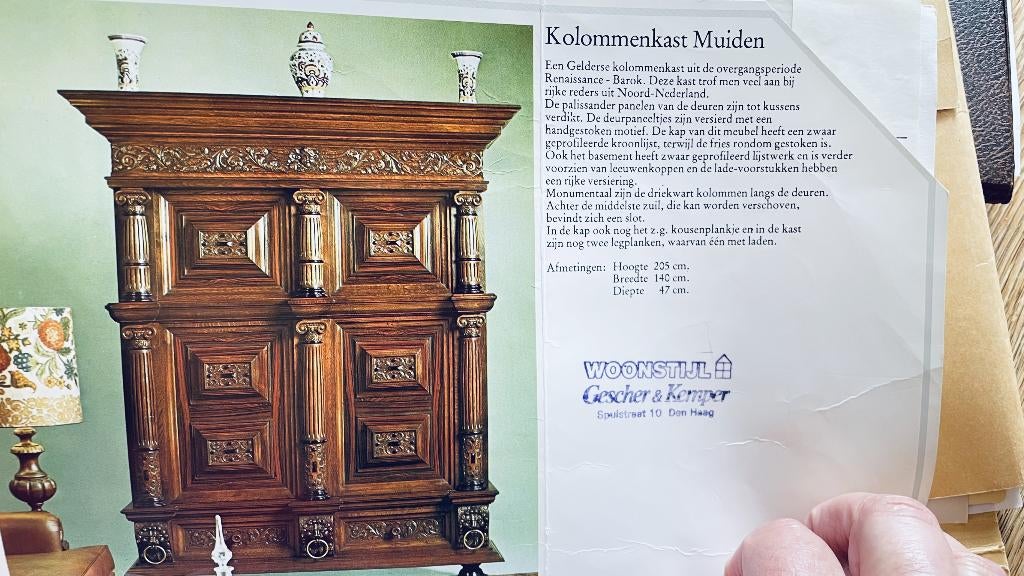 Kolommenkast Muiden
Een Gelderse kolommenkast uit de overgangsperiode
Renaissance - Barok. Deze kast trof men veel aan bij
rijke reders uit Noord-Nederland.
De palissander panelen van de deuren zijn tot kussens
verdikt. De deurpaneeltjes zijn versierd met een
handgestoken motief. De kap van dit meubel heeft een zwaar
geprofileerde kroonlijst, terwijl de fries rondom gestoken is.
Ook het basement heeft zwaar geprofileerd lijstwerk en is verder
voorzien van leeuwenkoppen en de lade-voorstukken hebben
een rijke versiering.
Monumentaal zijn de driekwart kolommen langs de deuren.
Achter de middelste zuil, die kan worden verschoven,
bevindt zich een slot.
In de kap ook nog het z.g. kousenplankje en in de kast
zijn nog twee legplanken, waarvan één met laden.
Afmetingen: Hoogte 205 cm.
Breedte 140 cm.
Diepte 47 cm.
WOONSTIJL
Gescher & Kemper
Spuistraat 10 Den Haag